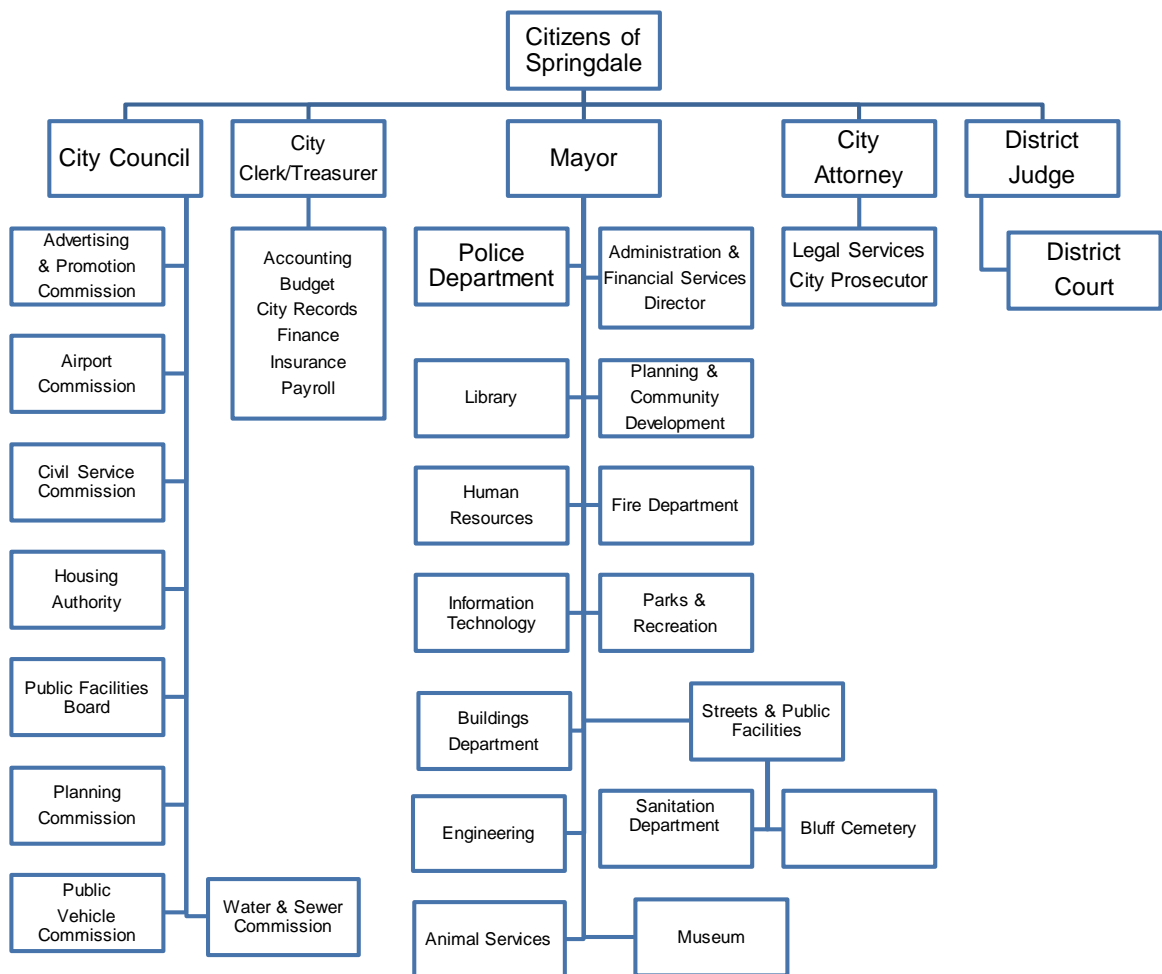 Citizens of
Springdale
City Council
City
Clerk/Treasurer
Mayor
City
Attorney
District
Judge
Advertising
& Promotion
Commission
Accounting
Budget
City Records
Finance
Insurance
Payroll
Police
Department
Administration &
Financial Services
Director
Legal Services
City Prosecutor
District
Court
Airport
Commission
Library
Planning &
Community
Development
Civil Service
Commission
Human
Resources
Fire Department
Housing
Authority
Information
Technology
Parks &
Recreation
Public Facilities
Board
Buildings
Department
Streets & Public
Facilities
Planning
Commission
Engineering
Sanitation
Department
Bluff Cemetery
Public
Vehicle
Commission
Water & Sewer
Commission
Animal Services
Museum